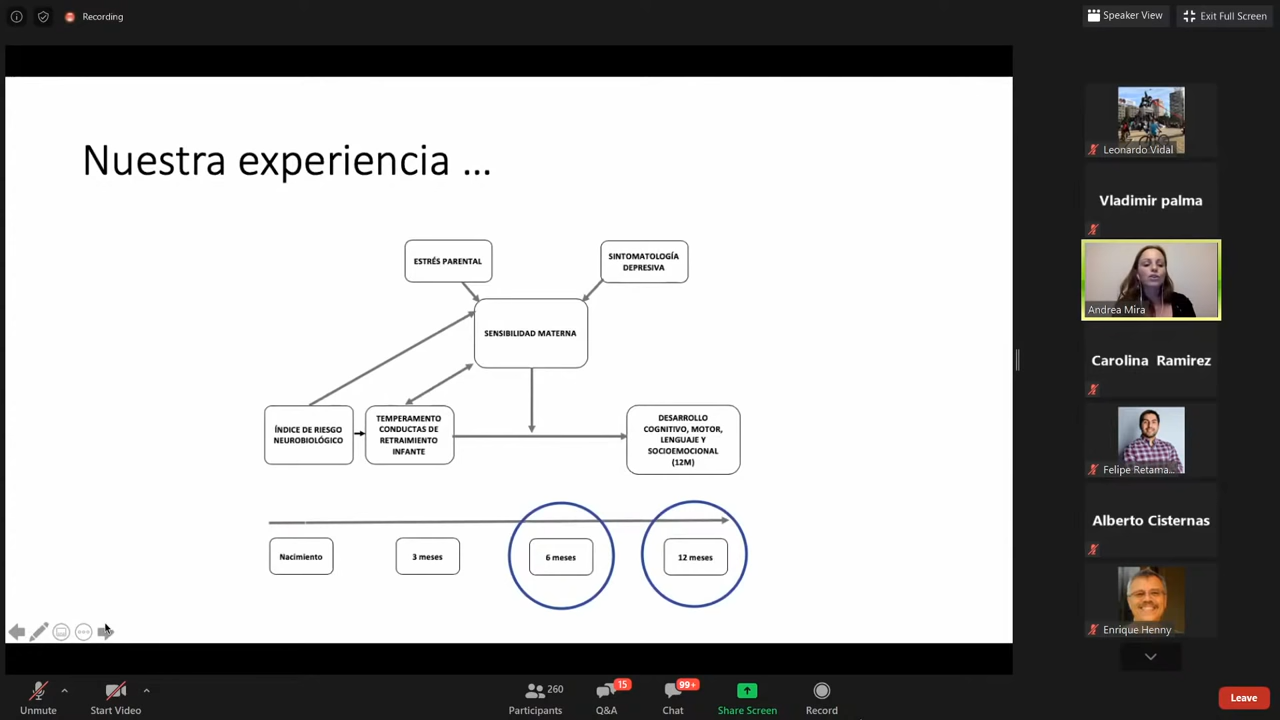 Recording
Speaker View
Exit Full Screen
Nuestra experiencia ...
ESTRÉS PARENTAL
SINTOMATOLOGÍA
DEPRESIVA
SENSIBILIDAD MATERNA
ÍNDICE DE RIESGO
NEUROBIOLÓGICO
TEMPERAMENTO
CONDUCTAS DE
RETRAIMIENTO
INFANTE
DESARROLLO
COGNITIVO, MOTOR,
LENGUAJE Y
SOCIOEMOCIONAL
(12M)
Nacimiento
3 meses
6 meses
12 meses
Leonardo Vidal
Vladimir palma
Andrea Mira
Carolina Ramirez
Felipe Retama...
Alberto Cisternas
Enrique Henny
Unmute
Start Video
260
Participants
15
Q&A
99+
Chat
Share Screen
Record
Leave